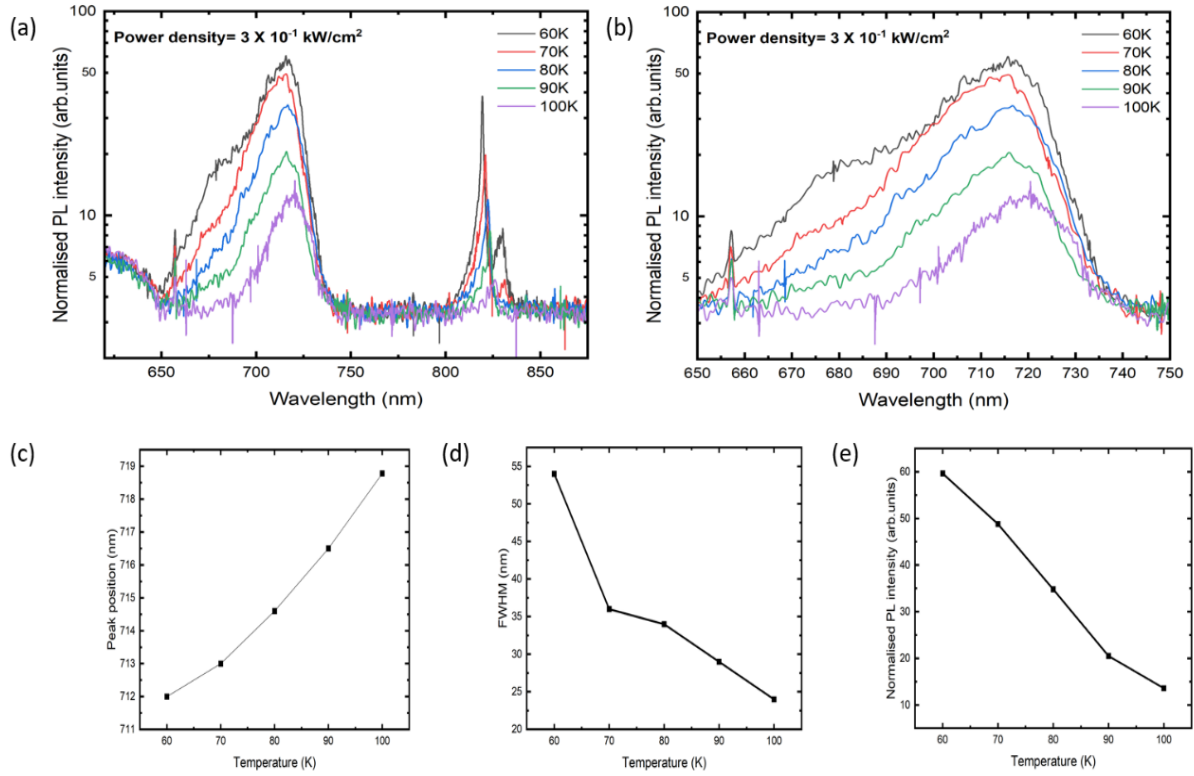 (a)
Power density= 3 X 10⁻¹ kW/cm²
60K
70K
80K
90K
100K
Normalised PL intensity (arb.units)
100
10
5
50
650
700
750
800
850
Wavelength (nm)
(b)
Power density= 3 X 10⁻¹ kW/cm²
60K
70K
80K
90K
100K
Normalised PL intensity (arb.units)
100
50
10
5
650
660
670
680
690
700
710
720
730
740
750
Wavelength (nm)
(c)
Peak position (nm)
719
718
717
716
715
714
713
712
711
60
70
80
90
100
Temperature (K)
(d)
FWHM (nm)
55
50
45
40
35
30
25
20
60
70
80
90
100
Temperature (K)
(e)
Normalised PL intensity (arb.units)
60
50
40
30
20
10
60
70
80
90
100
Temperature (K)